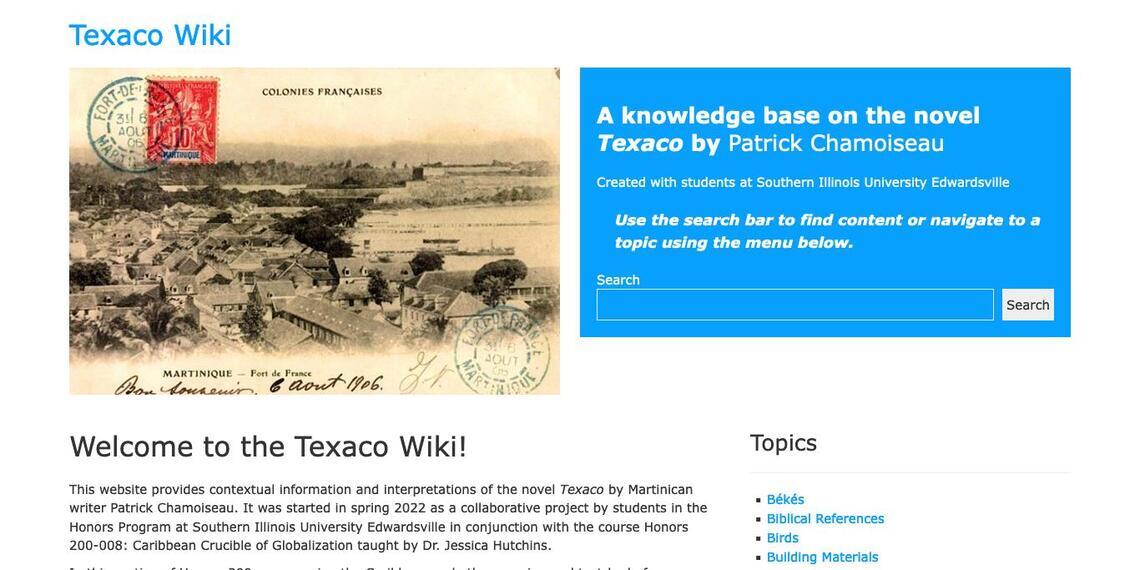 Texaco Wiki
COLONIES FRANÇAISES
FORT-DE-
31 6
AOUT
06
MARTINIQUE
10
MARTINIQUE — Fort de France
Bon Souvenir. 6 aout 1906.
FORT-DE-FRANCE
31 6
AOUT
MARTINIQUE
A knowledge base on the novel
Texaco by Patrick Chamoiseau
Created with students at Southern Illinois University Edwardsville
Use the search bar to find content or navigate to a
topic using the menu below.
Search
Search
Welcome to the Texaco Wiki!
This website provides contextual information and interpretations of the novel Texaco by Martinican
writer Patrick Chamoiseau. It was started in spring 2022 as a collaborative project by students in the
Honors Program at Southern Illinois University Edwardsville in conjunction with the course Honors
200-008: Caribbean Crucible of Globalization taught by Dr. Jessica Hutchins.
Topics
Békés
Biblical References
Birds
Building Materials